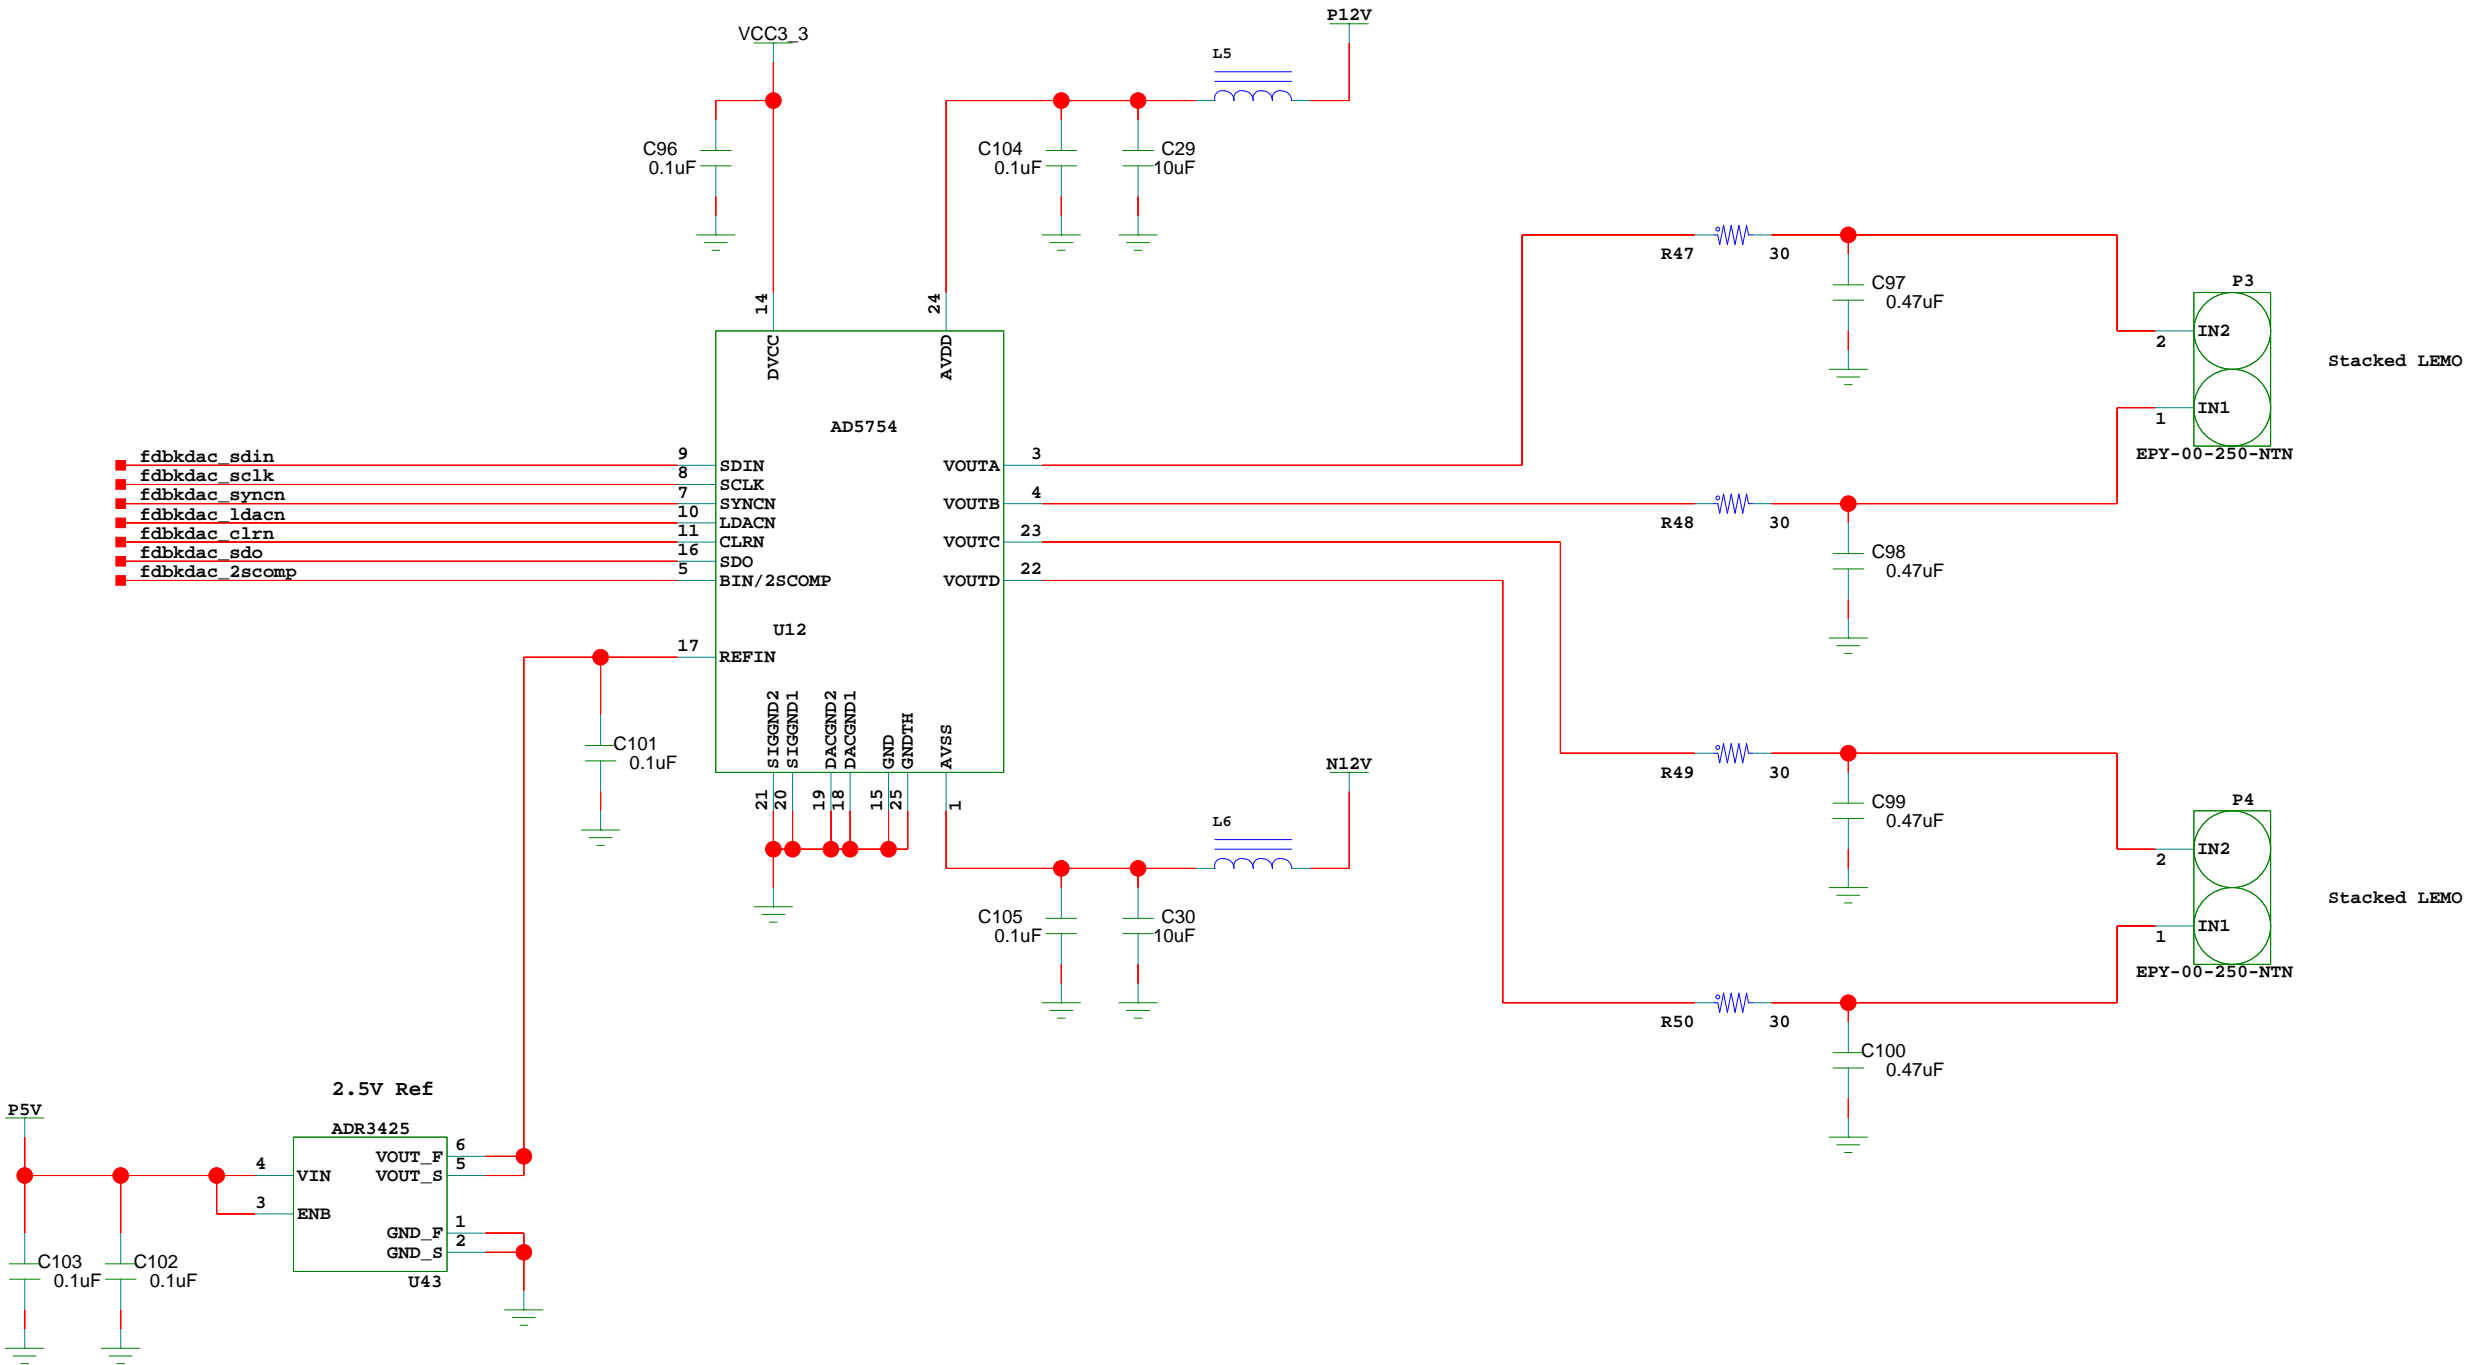 P12V
VCC3_3
L5
C96
0.1uF
C104
0.1uF
C29
10uF
R47
30
C97
0.47uF
P3
14
24
DVCC
AVDD
IN2
2
Stacked LEMO
IN1
1
EPY-00-250-NTN
AD5754
fdbkdac_sdin
9
SDIN
fdbkdac_sclk
8
SCLK
fdbkdac_syncn
7
SYNCN
fdbkdac_ldacn
10
LDACN
fdbkdac_clrn
11
CLRN
fdbkdac_sdo
16
SDO
fdbkdac_2scomp
5
BIN/2SCOMP
VOUTA
3
VOUTB
4
VOUTC
23
VOUTD
22
R48
30
C98
0.47uF
U12
17
REFIN
SIGGND2
SIGGND1
DACGND2
DACGND1
GND
GNDTH
AVSS
21
20
19
18
15
25
1
C101
0.1uF
N12V
L6
C105
0.1uF
C30
10uF
R49
30
C99
0.47uF
P4
IN2
2
Stacked LEMO
IN1
1
EPY-00-250-NTN
R50
30
C100
0.47uF
2.5V Ref
P5V
ADR3425
4
VIN
3
ENB
VOUT_F
6
VOUT_S
5
GND_F
1
GND_S
2
U43
C103
0.1uF
C102
0.1uF